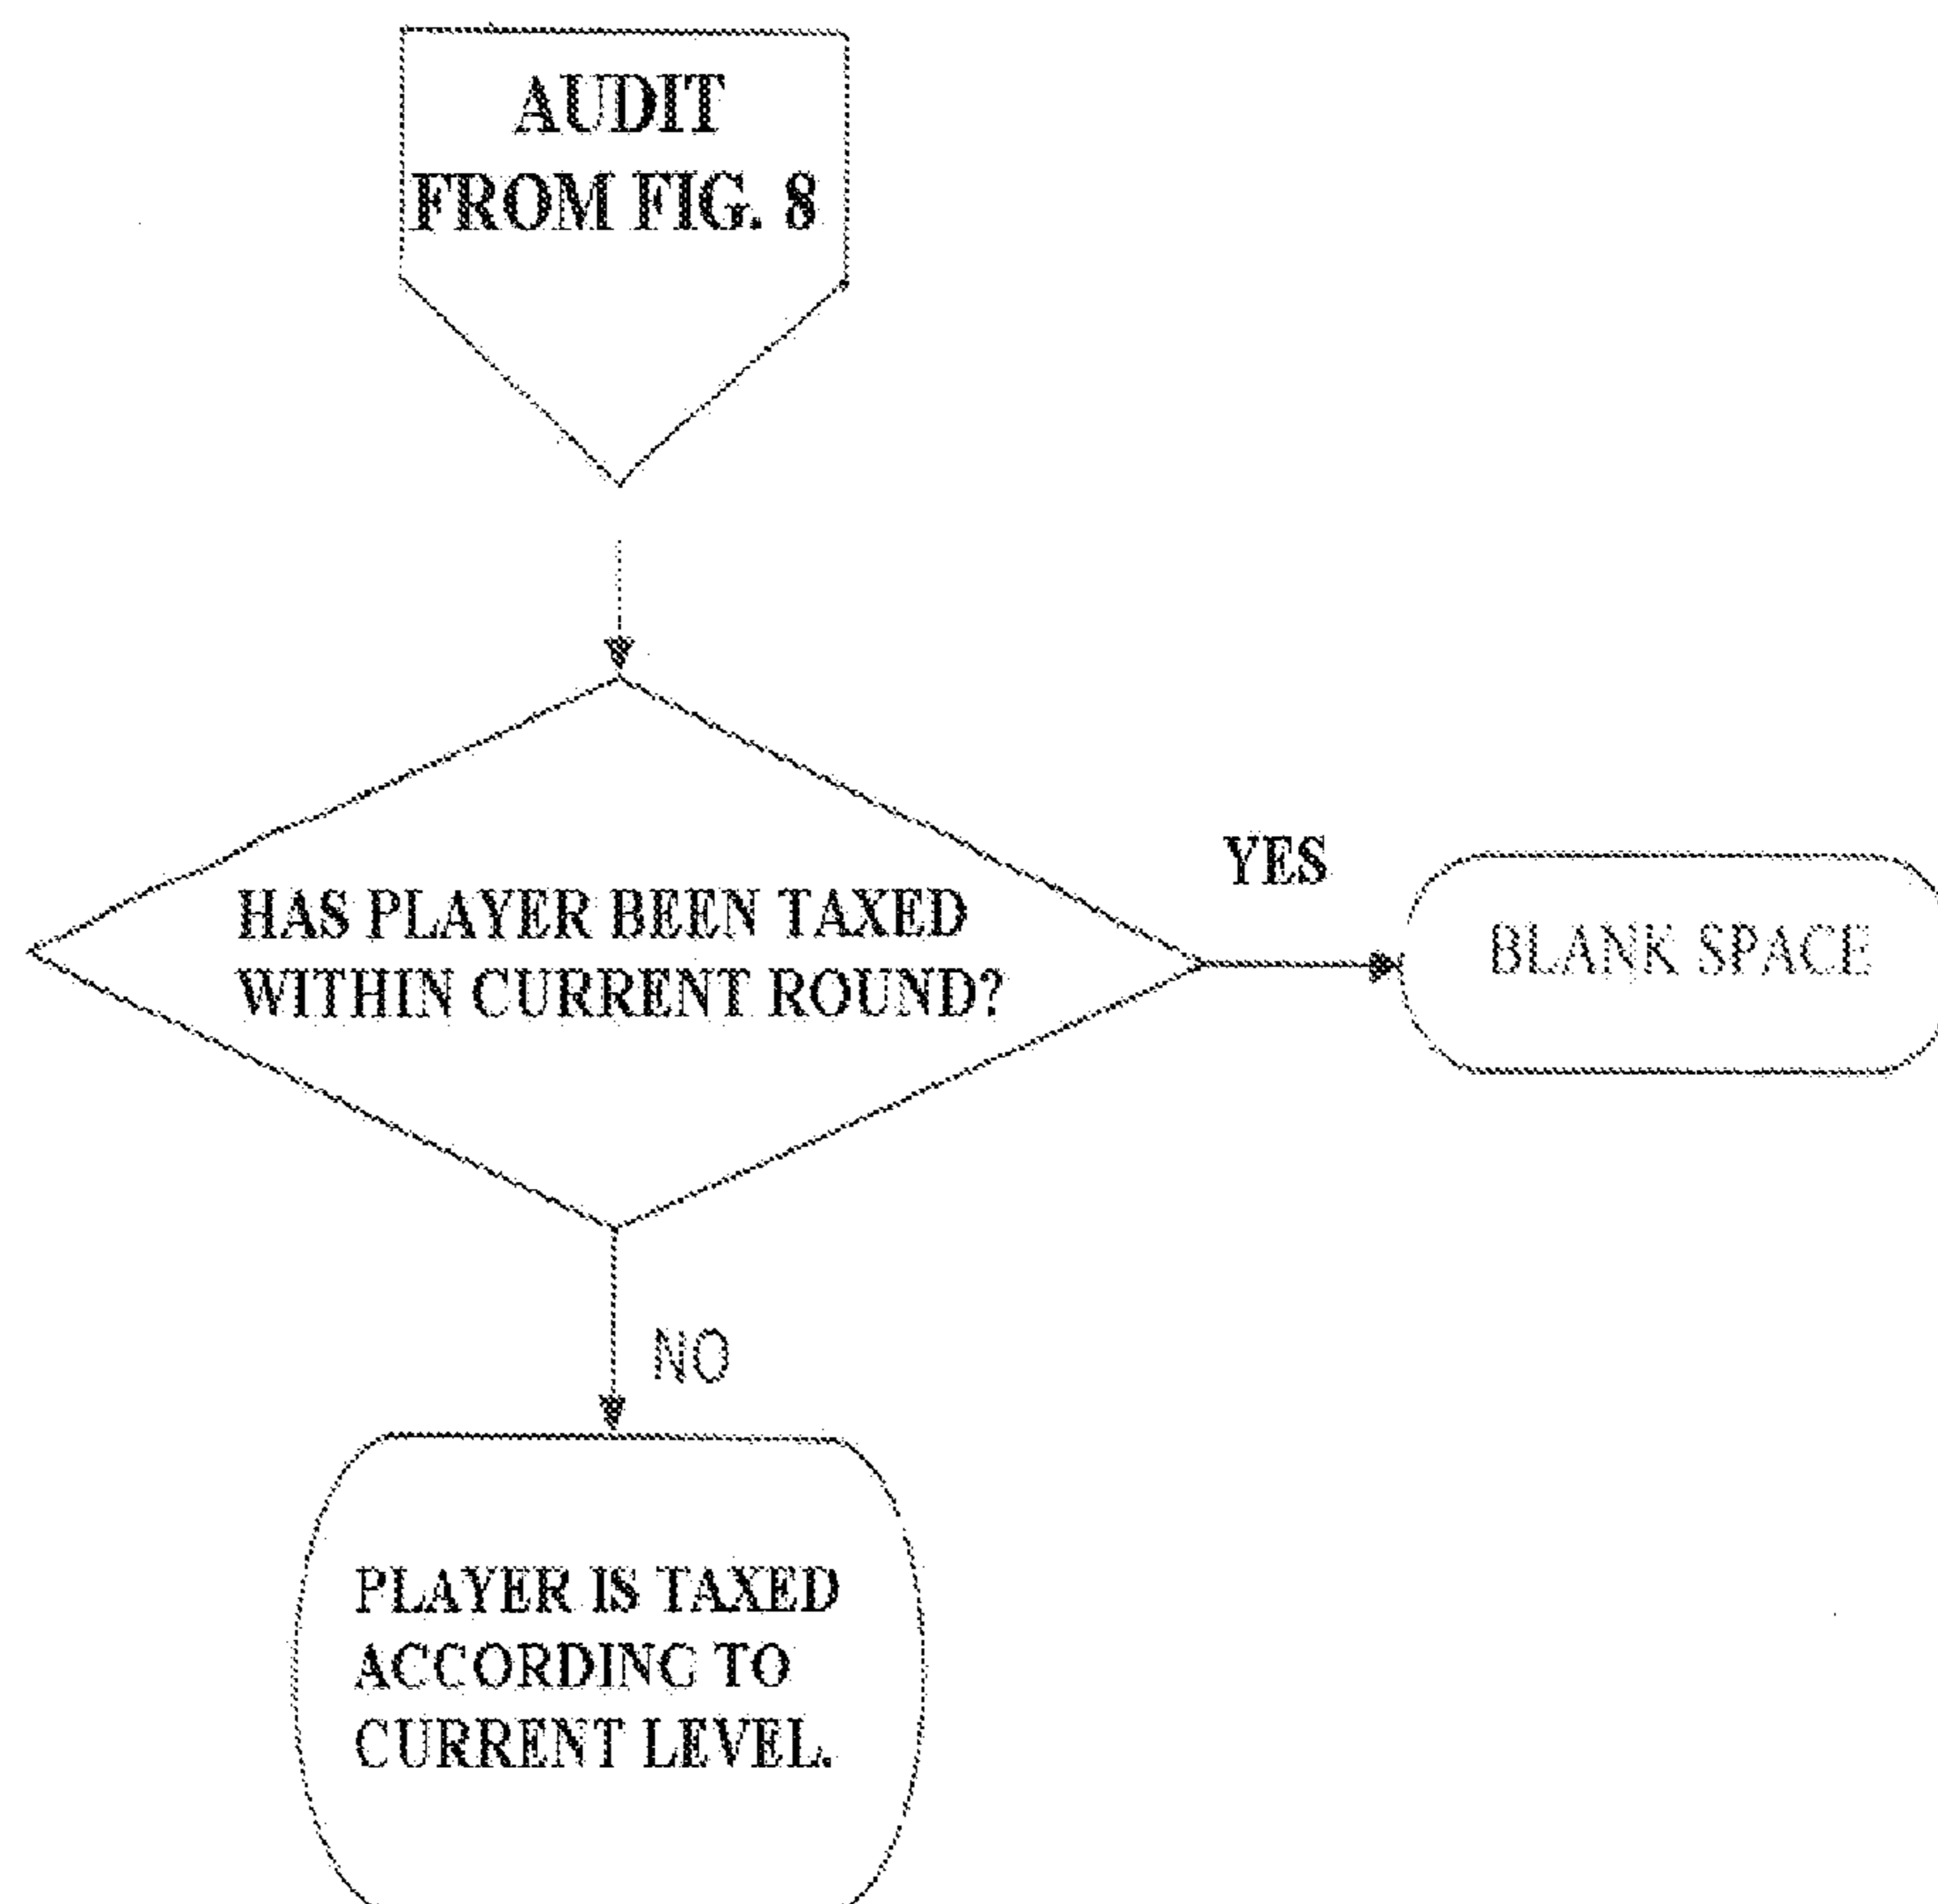 AUDIT
FROM FIG. 8
HAS PLAYER BEEN TAXED
WITHIN CURRENT ROUND?
YES
BLANK SPACE
NO
PLAYER IS TAXED
ACCORDING TO
CURRENT LEVEL.